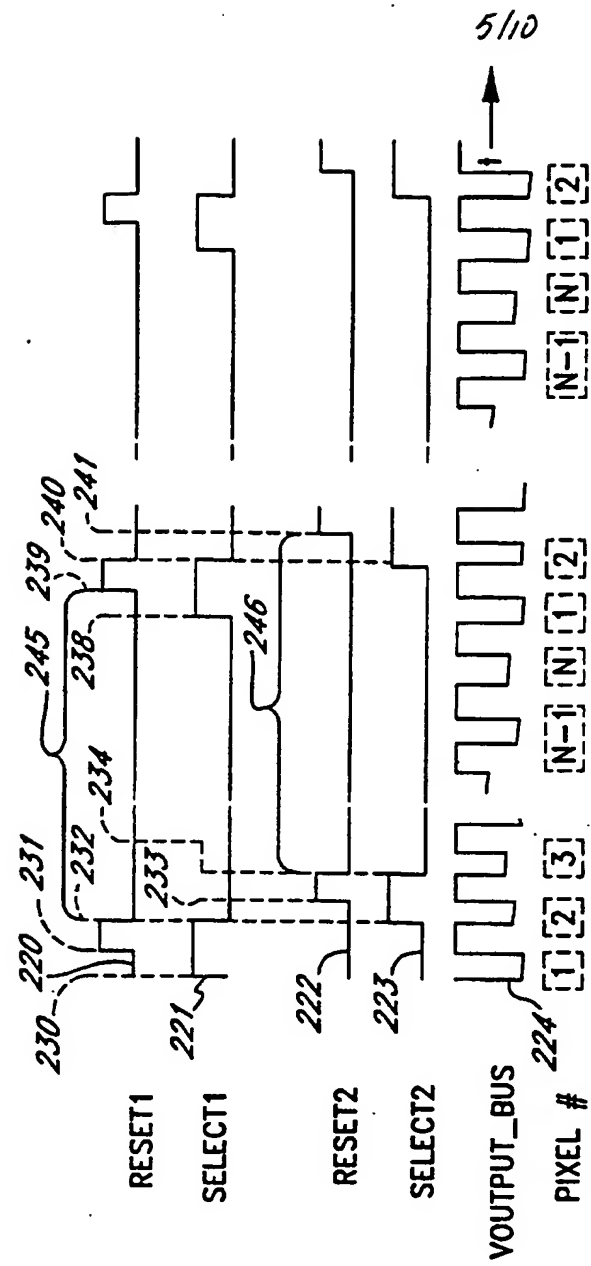 5/10
245 239 240 241
230 220 231 232 234 238
221 233 246
222
223
224
RESET1
SELECT1
RESET2
SELECT2
VOUTPUT_BUS
t
PIXEL # [1] [2] [3] [N-1] [N] [1] [2] [N-1] [N] [1] [2]